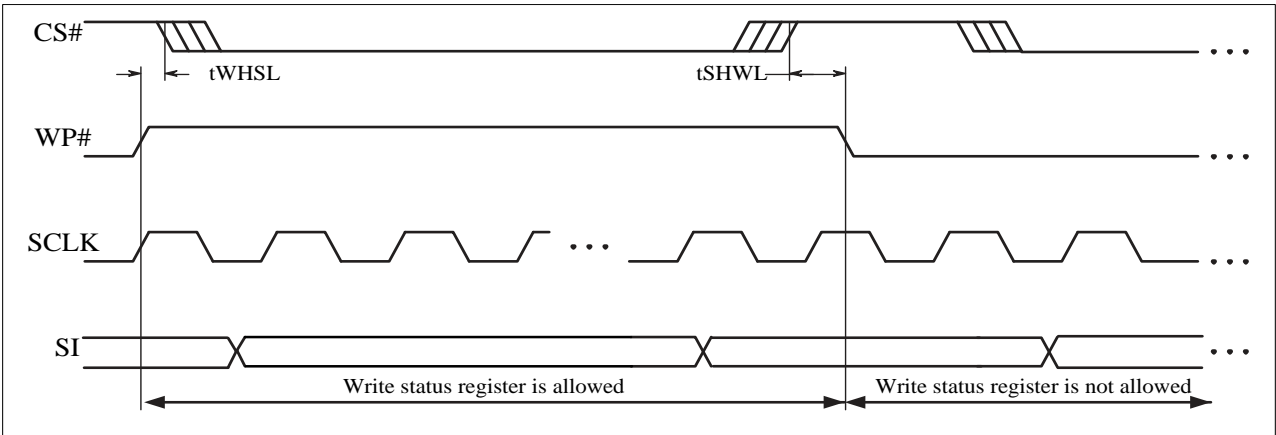 CS#
tWHSL
tSHWL
WP#
SCLK
SI
Write status register is allowed
Write status register is not allowed